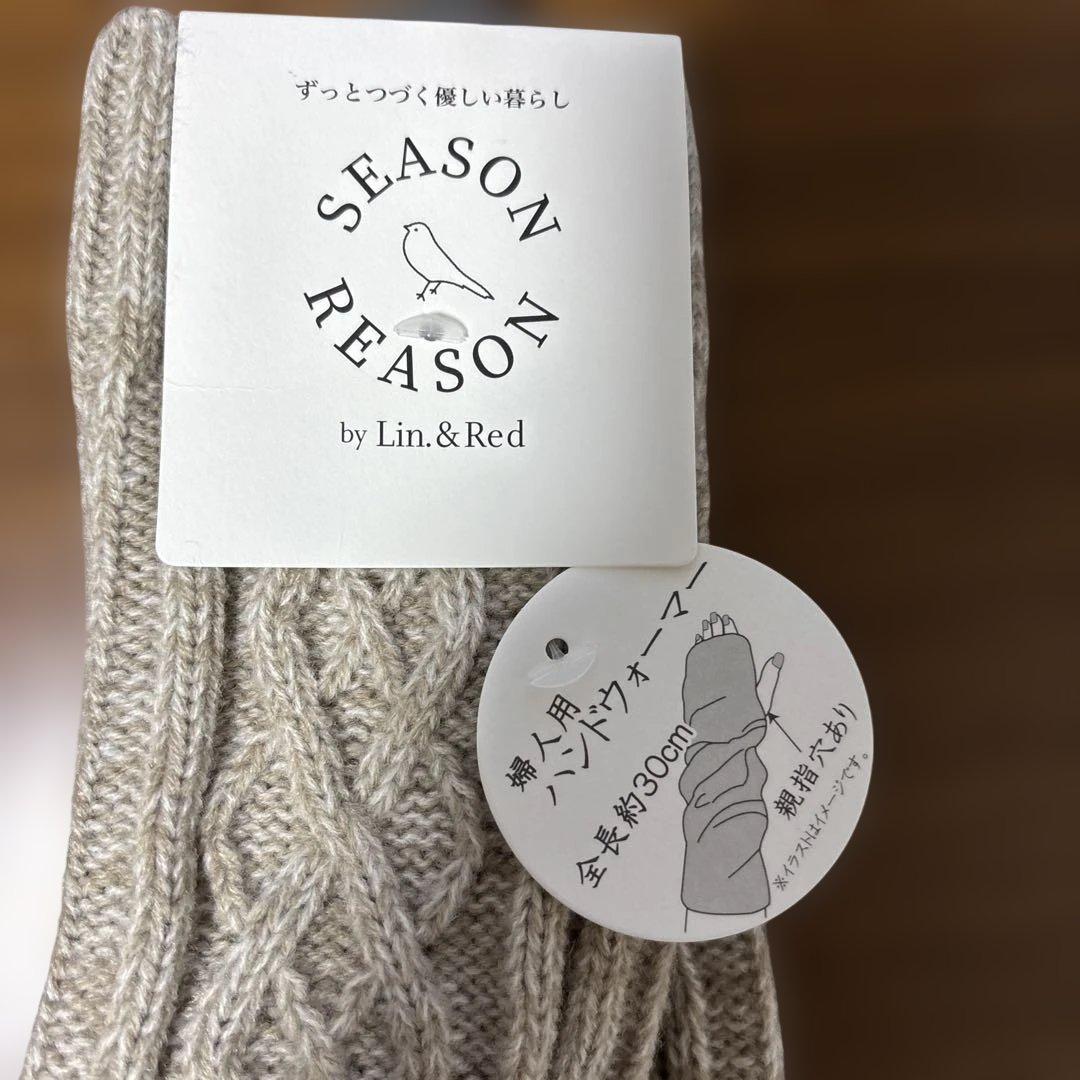 ずっとつづく優しい暮らし
SEASON
REASON
by Lin.&Red
婦人用
ハンドウォーマー
全長約30cm
親指穴あり
※イラストはイメージです。